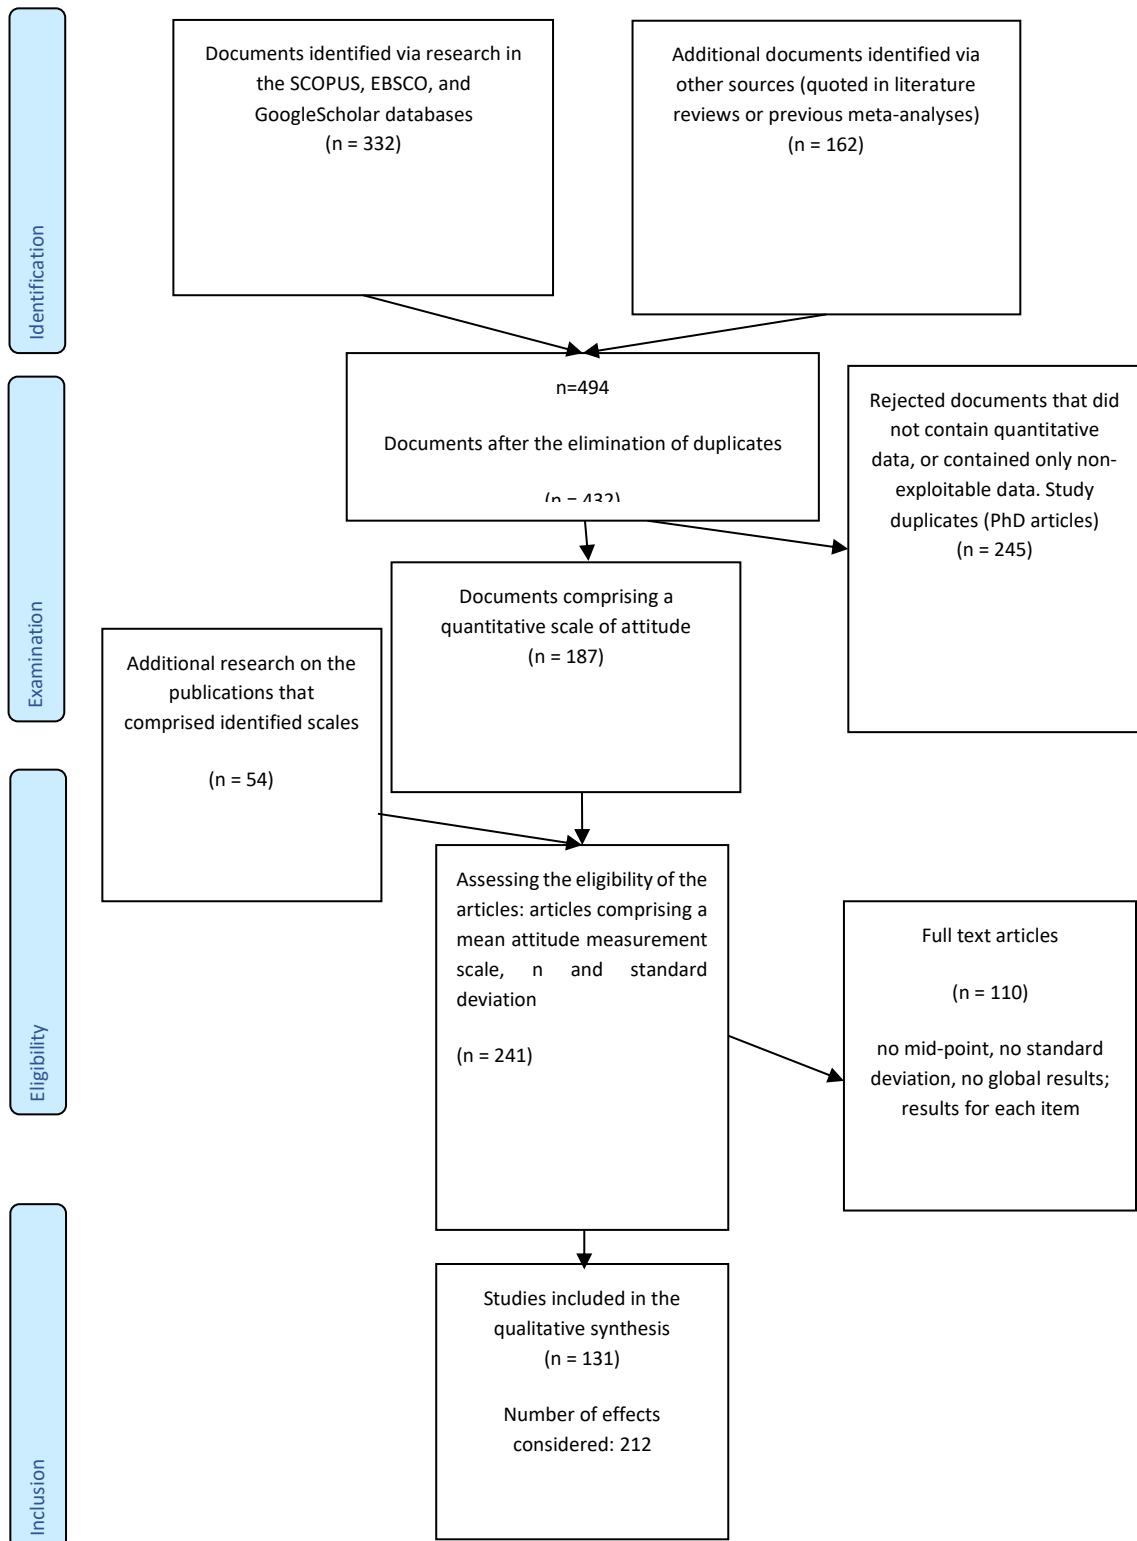 Identification
Documents identified via research in
the SCOPUS, EBSCO, and
GoogleScholar databases
(n = 332)
Additional documents identified via
other sources (quoted in literature
reviews or previous meta-analyses)
(n = 162)
Examination
n=494
Documents after the elimination of duplicates
(n = 432)
Rejected documents that did
not contain quantitative
data, or contained only non-
exploitable data. Study
duplicates (PhD articles)
(n = 245)
Documents comprising a
quantitative scale of attitude
(n = 187)
Additional research on the
publications that
comprised identified scales
(n = 54)
Eligibility
Assessing the eligibility of the
articles: articles comprising a
mean attitude measurement
scale, n and standard
deviation
(n = 241)
Full text articles
(n = 110)
no mid-point, no standard
deviation, no global results;
results for each item
Inclusion
Studies included in the
qualitative synthesis
(n = 131)
Number of effects
considered: 212